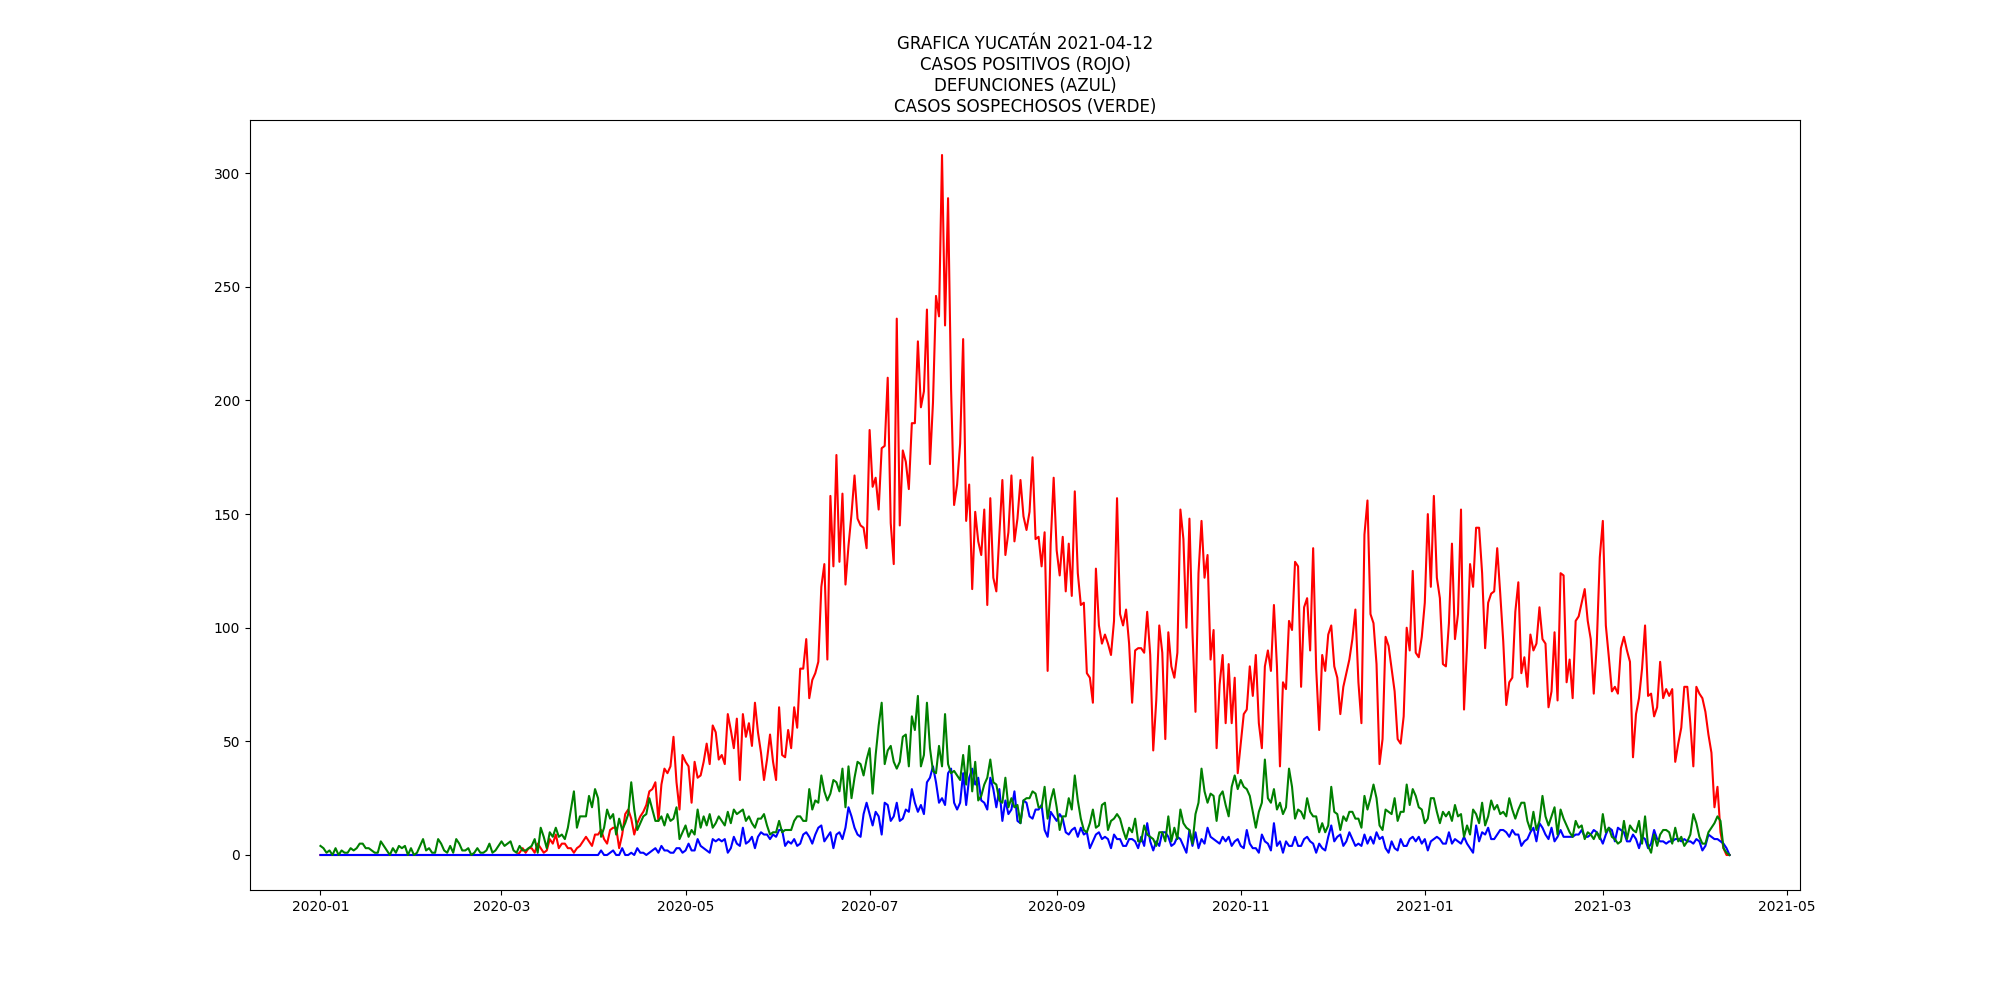 GRAFICA YUCATÁN 2021-04-12
CASOS POSITIVOS (ROJO)
DEFUNCIONES (AZUL)
CASOS SOSPECHOSOS (VERDE)
300
250
200
150
100
50
0
2020-01 2020-03 2020-05 2020-07 2020-09 2020-11 2021-01 2021-03 2021-05